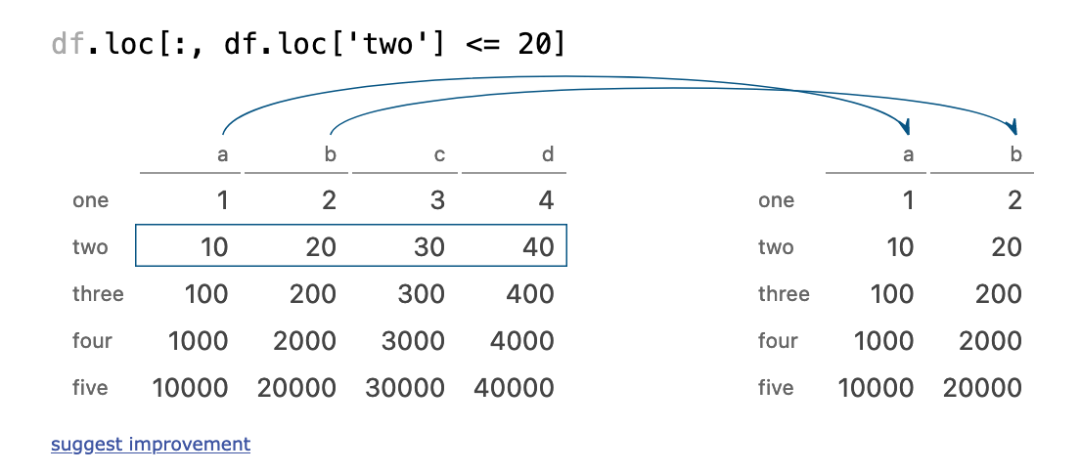 df.loc[:, df.loc['two'] <= 20]
a b c d a b
one 1 2 3 4 one 1 2
two 10 20 30 40 two 10 20
three 100 200 300 400 three 100 200
four 1000 2000 3000 4000 four 1000 2000
five 10000 20000 30000 40000 five 10000 20000
suggest improvement